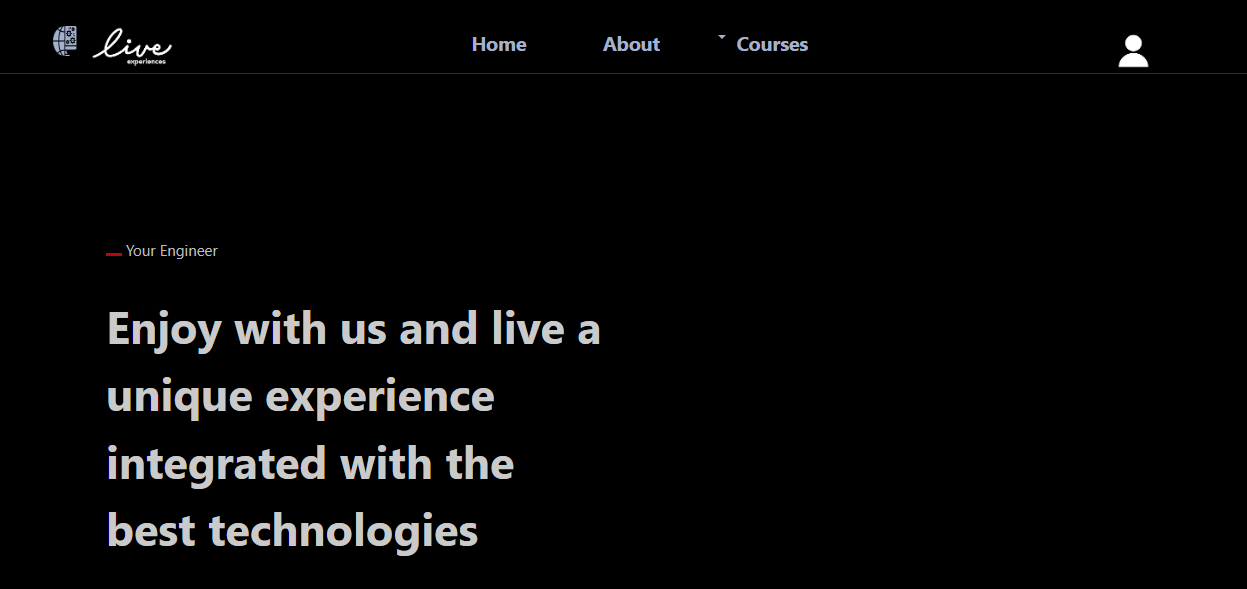 live
experiences
Home
About
Courses
Your Engineer
Enjoy with us and live a
unique experience
integrated with the
best technologies